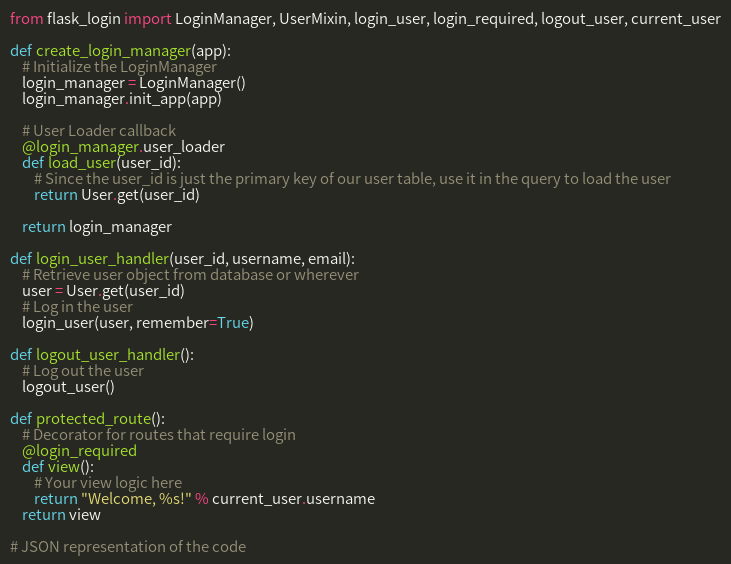 from flask_login import LoginManager, UserMixin, login_user, login_required, logout_user, current_user
def create_login_manager(app):
# Initialize the LoginManager
login_manager = LoginManager()
login_manager.init_app(app)
# User Loader callback
@login_manager.user_loader
def load_user(user_id):
# Since the user_id is just the primary key of our user table, use it in the query to load the user
return User.get(user_id)
return login_manager
def login_user_handler(user_id, username, email):
# Retrieve user object from database or wherever
user = User.get(user_id)
# Log in the user
login_user(user, remember=True)
def logout_user_handler():
# Log out the user
logout_user()
def protected_route():
# Decorator for routes that require login
@login_required
def view():
# Your view logic here
return "Welcome, %s!" % current_user.username
return view
# JSON representation of the code